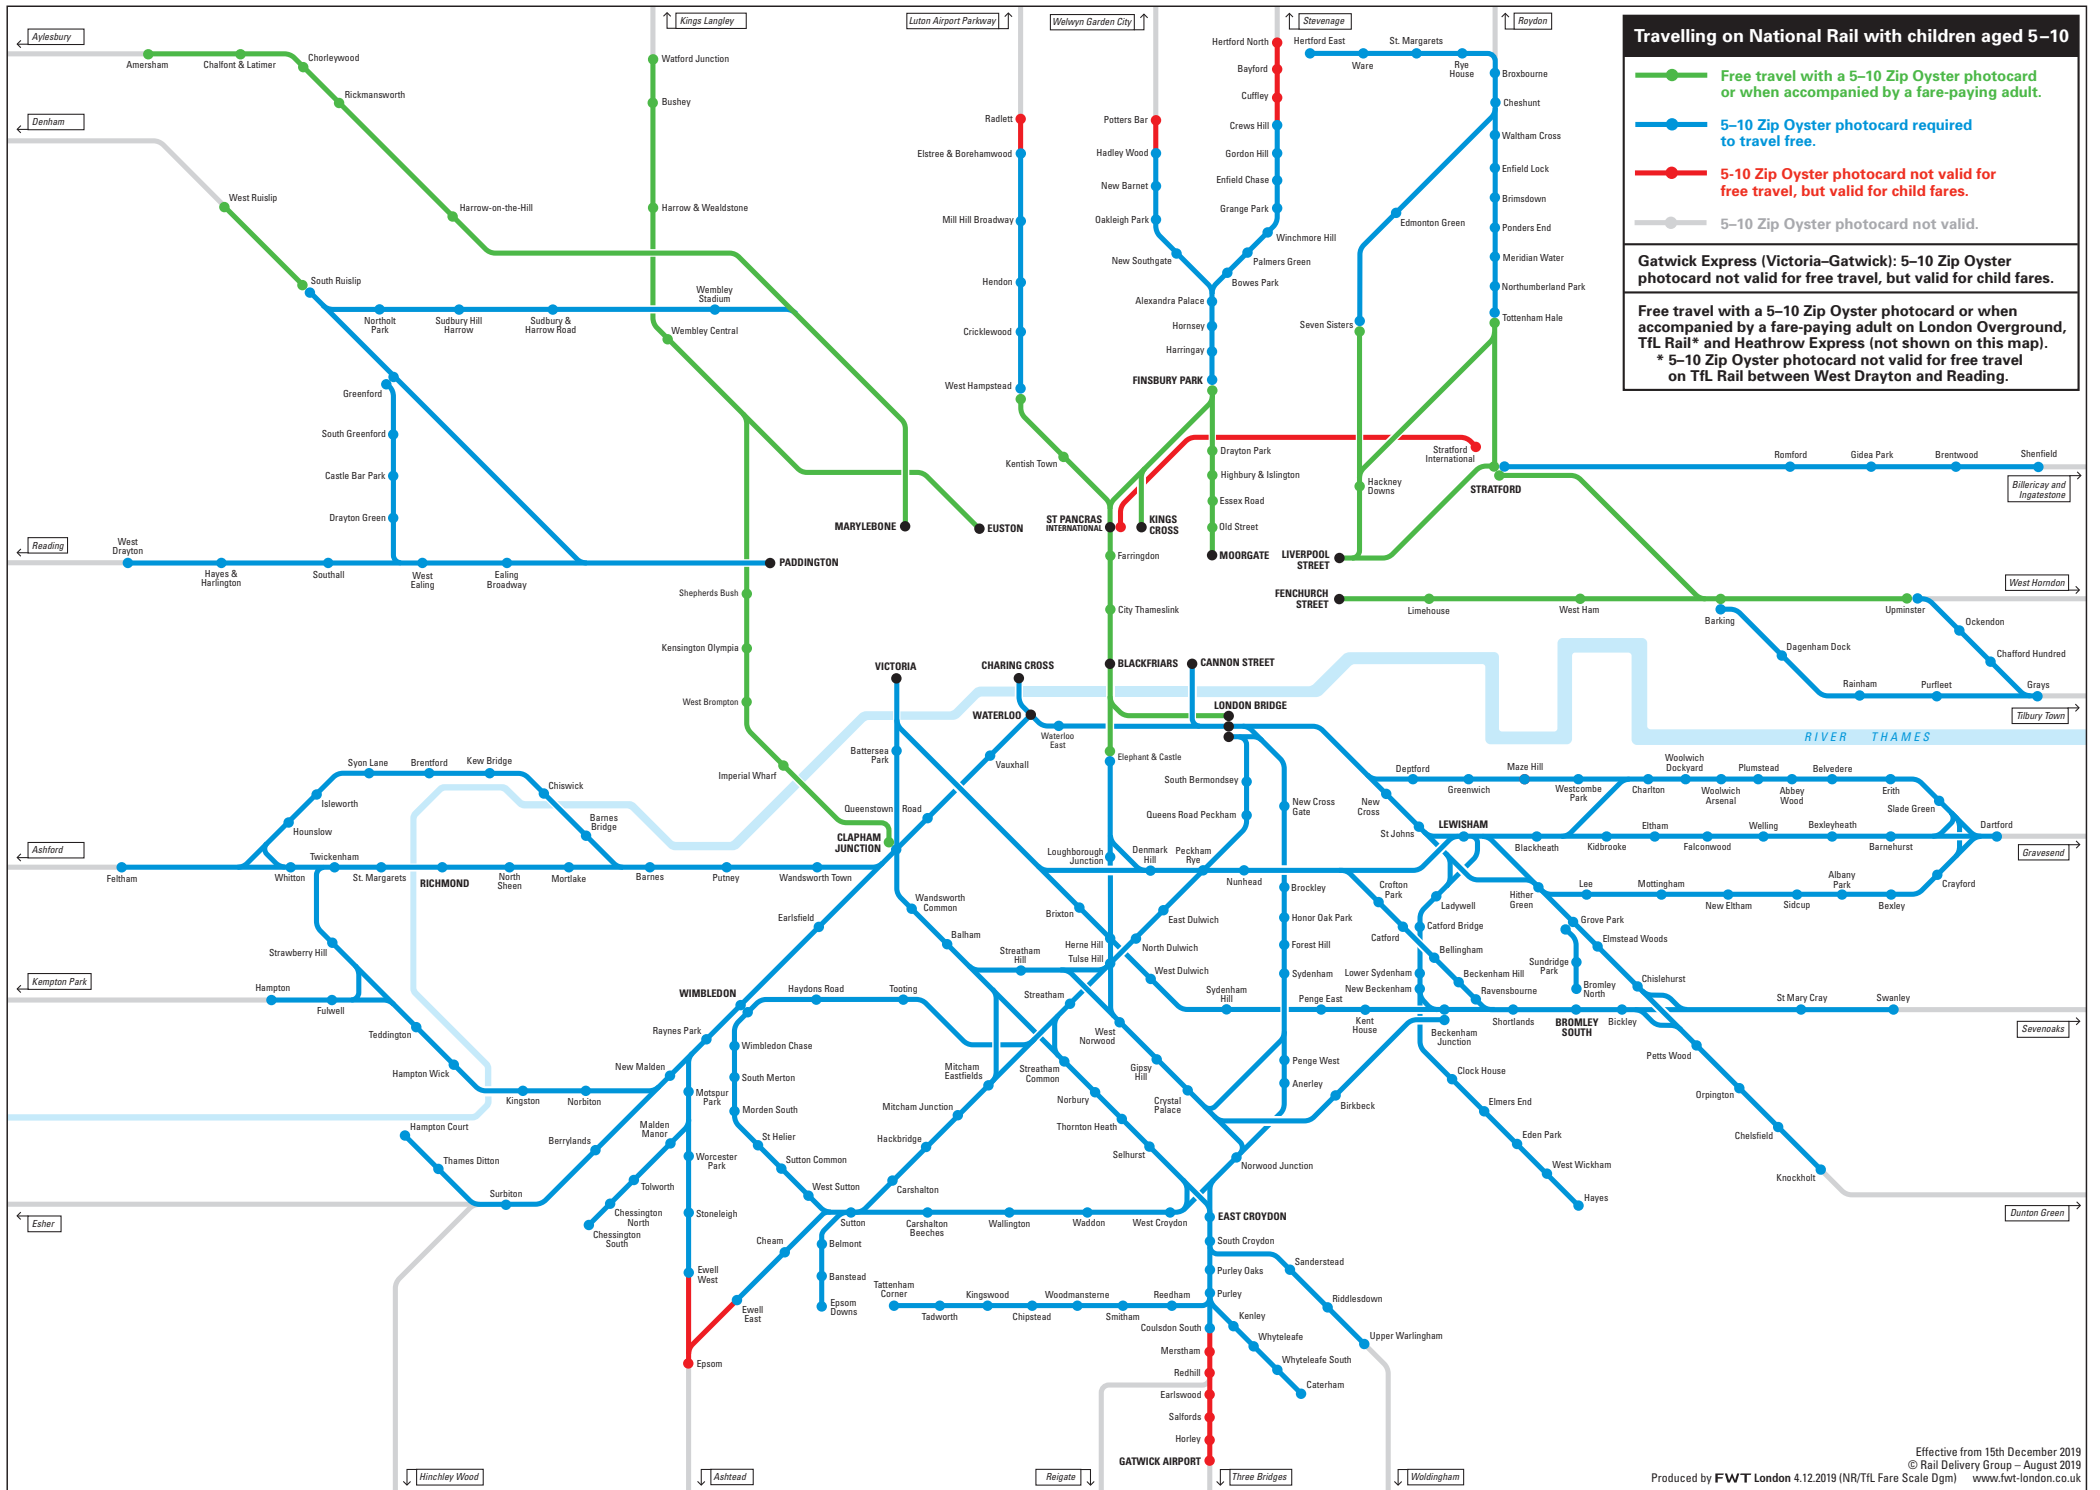 Kings Langley
Luton Airport Parkway
Welwyn Garden City
Stevenage
Roydon
Aylesbury
Amersham
Chalfont & Latimer
Chorleywood
Rickmansworth
Watford Junction
Bushey
Hertford North
Bayford
Cuffley
Hertford East
St. Margarets
Ware
Rye
House
Broxbourne
Cheshunt
Travelling on National Rail with children aged 5–10
Free travel with a 5–10 Zip Oyster photocard
or when accompanied by a fare-paying adult.
5–10 Zip Oyster photocard required
to travel free.
5-10 Zip Oyster photocard not valid for
free travel, but valid for child fares.
5–10 Zip Oyster photocard not valid.
Gatwick Express (Victoria–Gatwick): 5–10 Zip Oyster
photocard not valid for free travel, but valid for child fares.
Free travel with a 5–10 Zip Oyster photocard or when
accompanied by a fare-paying adult on London Overground,
TfL Rail* and Heathrow Express (not shown on this map).
* 5–10 Zip Oyster photocard not valid for free travel
on TfL Rail between West Drayton and Reading.
Denham
Radlett
Potters Bar
Crews Hill
Waltham Cross
Elstree & Borehamwood
Hadley Wood
Gordon Hill
Enfield Lock
New Barnet
Enfield Chase
Brimsdown
West Ruislip
Harrow-on-the-Hill
Harrow & Wealdstone
Mill Hill Broadway
Oakleigh Park
Grange Park
Edmonton Green
Ponders End
Winchmore Hill
New Southgate
Palmers Green
Meridian Water
South Ruislip
Hendon
Bowes Park
Northumberland Park
Northolt
Park
Sudbury Hill
Harrow
Sudbury &
Harrow Road
Wembley
Stadium
Wembley Central
Alexandra Palace
Cricklewood
Hornsey
Seven Sisters
Tottenham Hale
Harringay
Greenford
West Hampstead
FINSBURY PARK
South Greenford
Castle Bar Park
Drayton Green
Kentish Town
Drayton Park
Highbury & Islington
Essex Road
Old Street
Stratford
International
Hackney
Downs
STRATFORD
Romford
Gidea Park
Brentwood
Shenfield
Billericay and
Ingatestone
MARYLEBONE
EUSTON
ST PANCRAS
INTERNATIONAL
KINGS
CROSS
MOORGATE
LIVERPOOL
STREET
Reading
West
Drayton
Hayes &
Harlington
Southall
West
Ealing
Ealing
Broadway
PADDINGTON
Farringdon
Shepherds Bush
City Thameslink
FENCHURCH
STREET
Limehouse
West Ham
Barking
Upminster
West Horndon
Ockendon
Dagenham Dock
Chafford Hundred
Rainham
Purfleet
Grays
Tilbury Town
Kensington Olympia
West Brompton
VICTORIA
CHARING CROSS
BLACKFRIARS
CANNON STREET
LONDON BRIDGE
WATERLOO
Waterloo
East
RIVER THAMES
Battersea
Park
Vauxhall
Elephant & Castle
Imperial Wharf
Queenstown Road
South Bermondsey
Queens Road Peckham
New Cross
Gate
Syon Lane
Brentford
Kew Bridge
Chiswick
Isleworth
Hounslow
Barnes
Bridge
CLAPHAM
JUNCTION
Loughborough
Junction
Denmark
Hill
Peckham
Rye
Nunhead
Deptford
Greenwich
Maze Hill
Westcombe
Park
Charlton
Woolwich
Dockyard
Woolwich
Arsenal
Plumstead
Abbey
Wood
Belvedere
Erith
Slade Green
New
Cross
St Johns
LEWISHAM
Blackheath
Kidbrooke
Eltham
Falconwood
Welling
Bexleyheath
Barnehurst
Dartford
Gravesend
Ashford
Feltham
Whitton
Twickenham
St. Margarets
RICHMOND
North
Sheen
Mortlake
Barnes
Putney
Wandsworth Town
Crayford
Wandsworth
Common
Earlsfield
Balham
Brixton
East Dulwich
Brockley
Crofton
Park
Ladywell
Hither
Green
Lee
Mottingham
New Eltham
Sidcup
Albany
Park
Bexley
Strawberry Hill
Streatham
Hill
Herne Hill
Tulse Hill
North Dulwich
Honor Oak Park
Catford
Catford Bridge
Grove Park
Forest Hill
Bellingham
Elmstead Woods
Kempton Park
Hampton
Fulwell
WIMBLEDON
Haydons Road
Tooting
Streatham
West Dulwich
Sydenham
Hill
Sydenham
Penge East
Lower Sydenham
New Beckenham
Beckenham Hill
Ravensbourne
Sundridge
Park
Bromley
North
Chislehurst
Kent
House
Beckenham
Junction
Shortlands
BROMLEY
SOUTH
Bickley
St Mary Cray
Swanley
Sevenoaks
Teddington
Raynes Park
Wimbledon Chase
West
Norwood
Petts Wood
Hampton Wick
New Malden
South Merton
Mitcham
Eastfields
Streatham
Common
Gipsy
Hill
Penge West
Clock House
Kingston
Norbiton
Motspur
Park
Morden South
Mitcham Junction
Norbury
Crystal
Palace
Anerley
Birkbeck
Elmers End
Orpington
Hampton Court
Thames Ditton
Berrylands
Malden
Manor
St Helier
Hackbridge
Thornton Heath
Eden Park
Chelsfield
Worcester
Park
Sutton Common
Selhurst
Norwood Junction
West Wickham
Knockholt
Surbiton
Tolworth
West Sutton
Carshalton
Hayes
Esher
Chessington
North
Chessington
South
Stoneleigh
Sutton
Carshalton
Beeches
Wallington
Waddon
West Croydon
EAST CROYDON
Dunton Green
Cheam
Belmont
South Croydon
Sanderstead
Ewell
West
Banstead
Purley Oaks
Ewell
East
Epsom
Downs
Tattenham
Corner
Tadworth
Kingswood
Chipstead
Woodmansterne
Smitham
Reedham
Purley
Riddlesdown
Kenley
Coulsdon South
Whyteleafe
Upper Warlingham
Epsom
Merstham
Whyteleafe South
Redhill
Caterham
Earlswood
Salfords
Horley
GATWICK AIRPORT
Hinchley Wood
Ashtead
Reigate
Three Bridges
Woldingham
Effective from 15th December 2019
© Rail Delivery Group – August 2019
Produced by FWT London 4.12.2019 (NR/TfL Fare Scale Dgm) www.fwt-london.co.uk